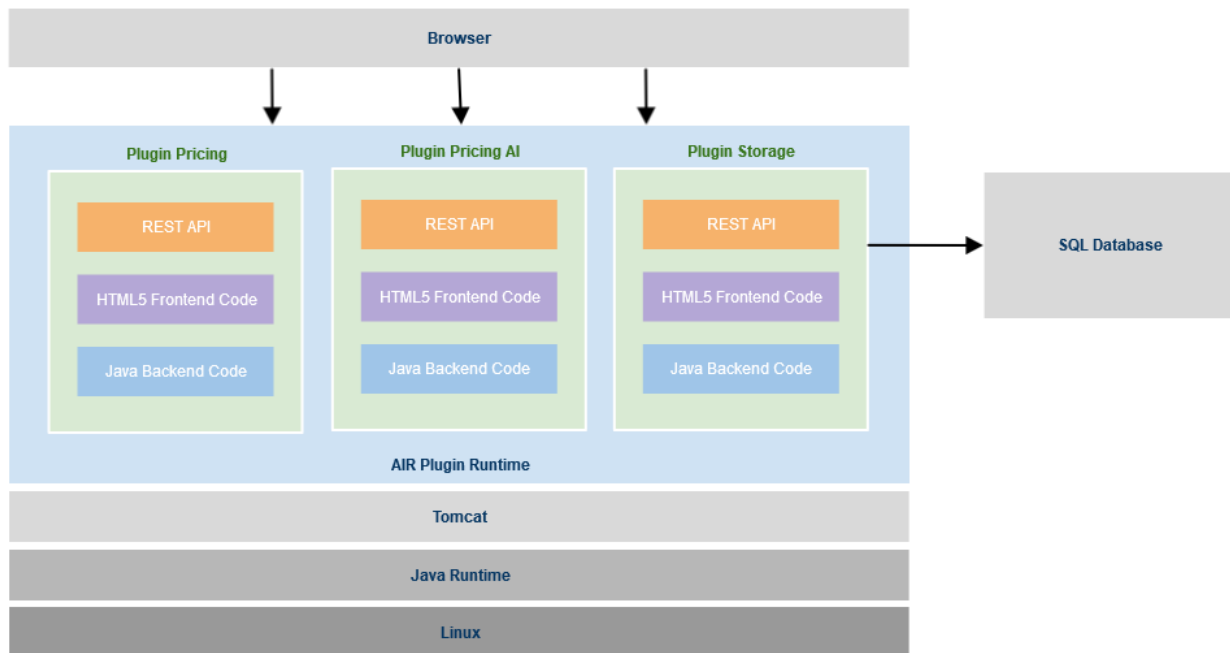 Browser
Plugin Pricing
Plugin Pricing AI
Plugin Storage
REST API
REST API
REST API
SQL Database
HTML5 Frontend Code
HTML5 Frontend Code
HTML5 Frontend Code
Java Backend Code
Java Backend Code
Java Backend Code
AIR Plugin Runtime
Tomcat
Java Runtime
Linux